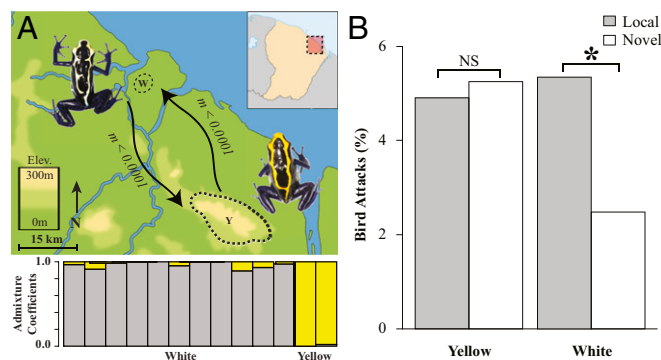 A
W
m < 0.0001
m < 0.0001
Elev.
300m
0m
N
15 km
Y
Admixture
Coefficients
1.0
0.0
White
Yellow
B
Local
Novel
Bird Attacks (%)
6
4
2
0
NS
*
Yellow
White